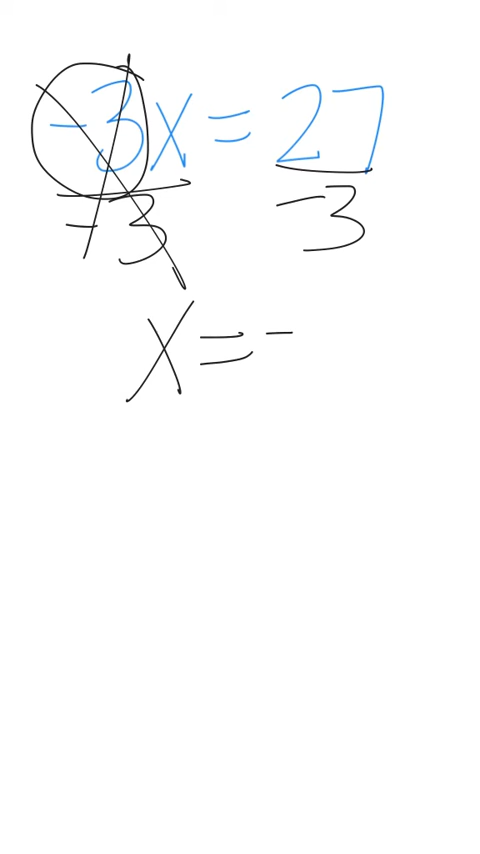 -3x = 27
-3 -3
x = -